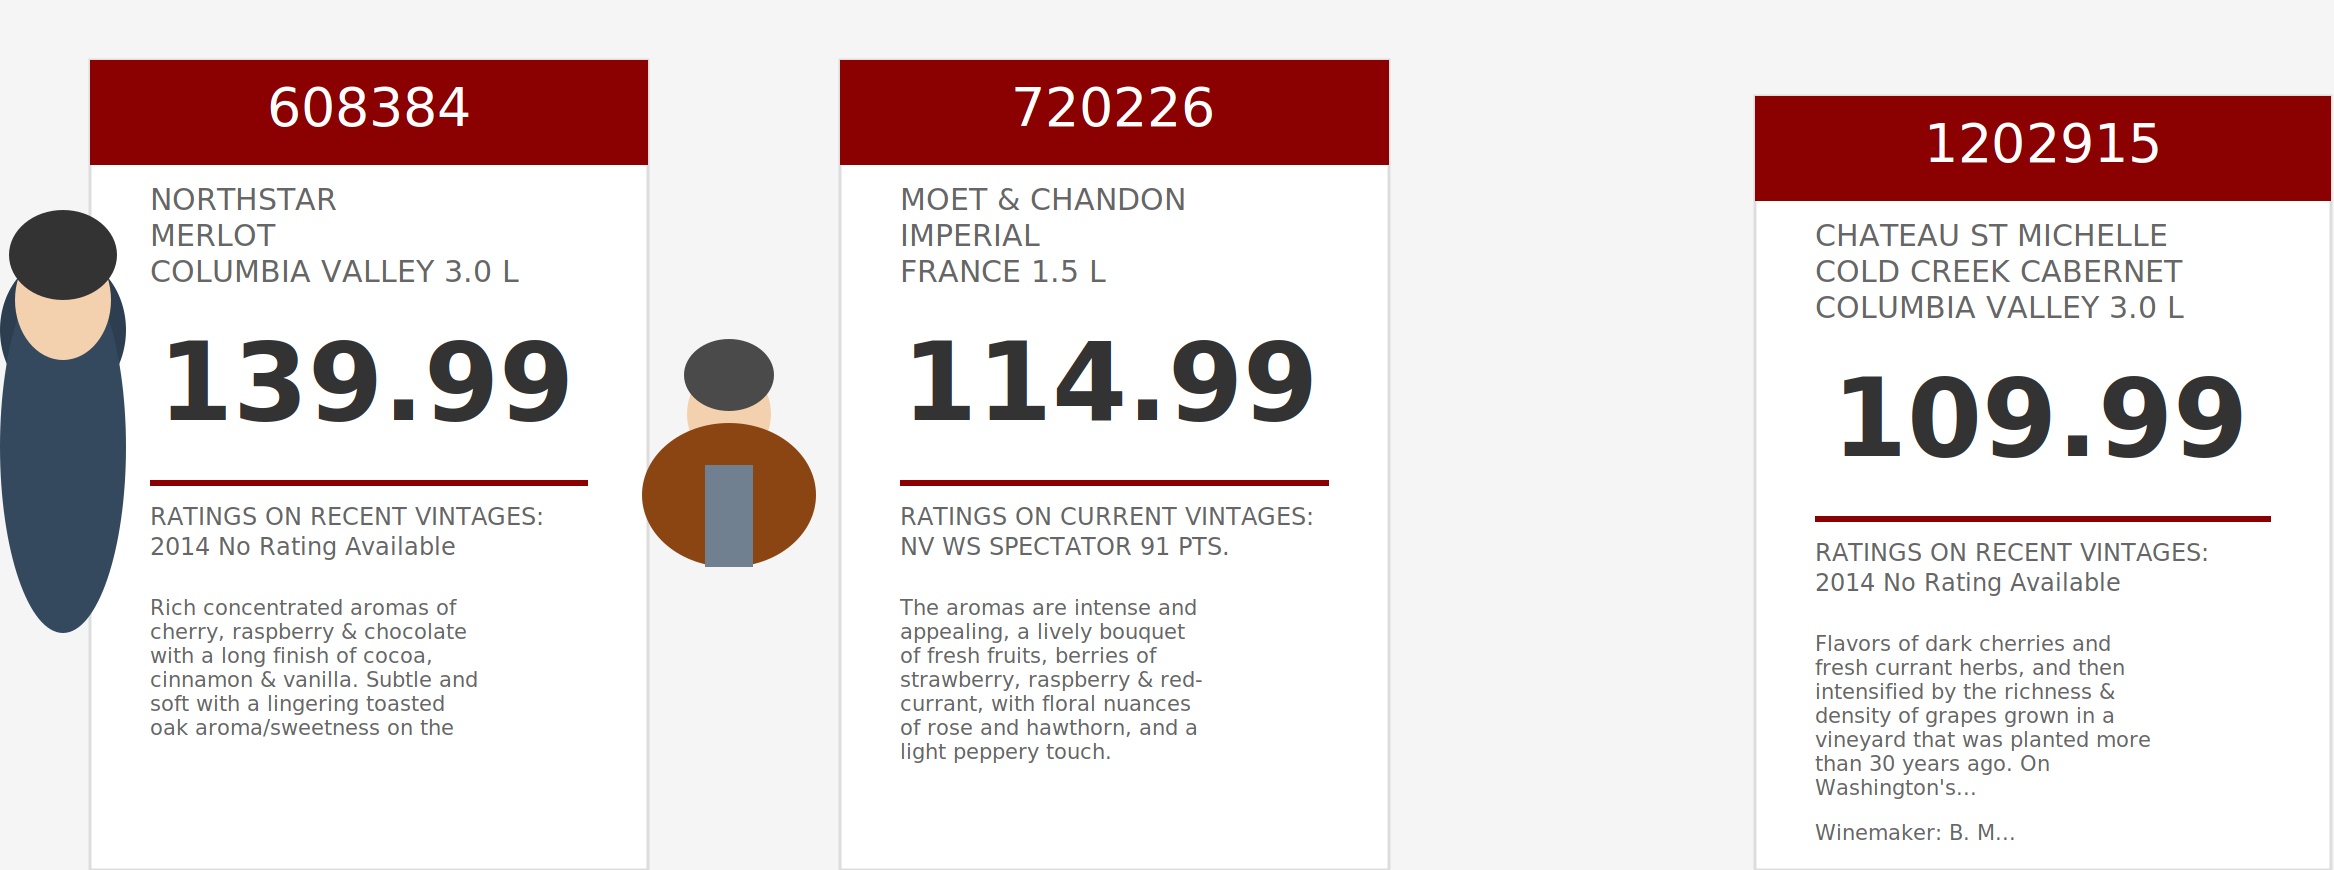 608384
NORTHSTAR
MERLOT
COLUMBIA VALLEY 3.0 L
139.99
RATINGS ON RECENT VINTAGES:
2014 No Rating Available
Rich concentrated aromas of
cherry, raspberry & chocolate
with a long finish of cocoa,
cinnamon & vanilla. Subtle and
soft with a lingering toasted
oak aroma/sweetness on the
720226
MOET & CHANDON
IMPERIAL
FRANCE 1.5 L
114.99
RATINGS ON CURRENT VINTAGES:
NV WS SPECTATOR 91 PTS.
The aromas are intense and
appealing, a lively bouquet
of fresh fruits, berries of
strawberry, raspberry & red-
currant, with floral nuances
of rose and hawthorn, and a
light peppery touch.
1202915
CHATEAU ST MICHELLE
COLD CREEK CABERNET
COLUMBIA VALLEY 3.0 L
109.99
RATINGS ON RECENT VINTAGES:
2014 No Rating Available
Flavors of dark cherries and
fresh currant herbs, and then
intensified by the richness &
density of grapes grown in a
vineyard that was planted more
than 30 years ago. On
Washington's...
Winemaker: B. M...